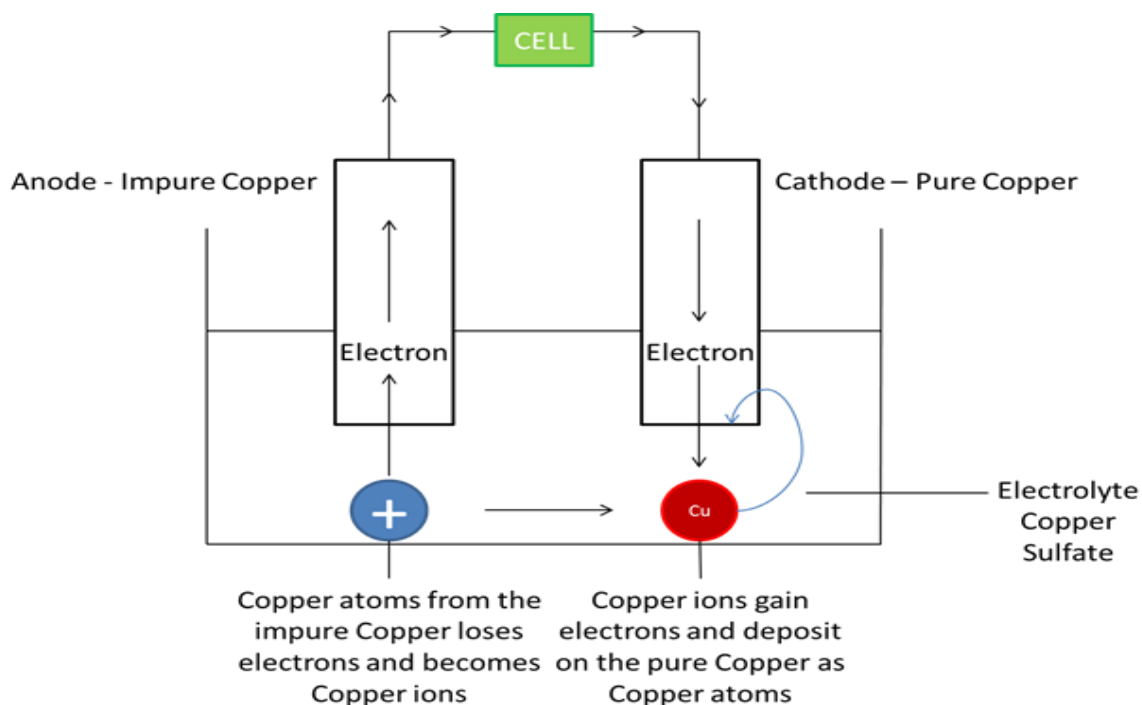 CELL
Anode - Impure Copper
Cathode – Pure Copper
Electron
Electron
+
Cu
Electrolyte
Copper
Sulfate
Copper atoms from the
impure Copper loses
electrons and becomes
Copper ions
Copper ions gain
electrons and deposit
on the pure Copper as
Copper atoms